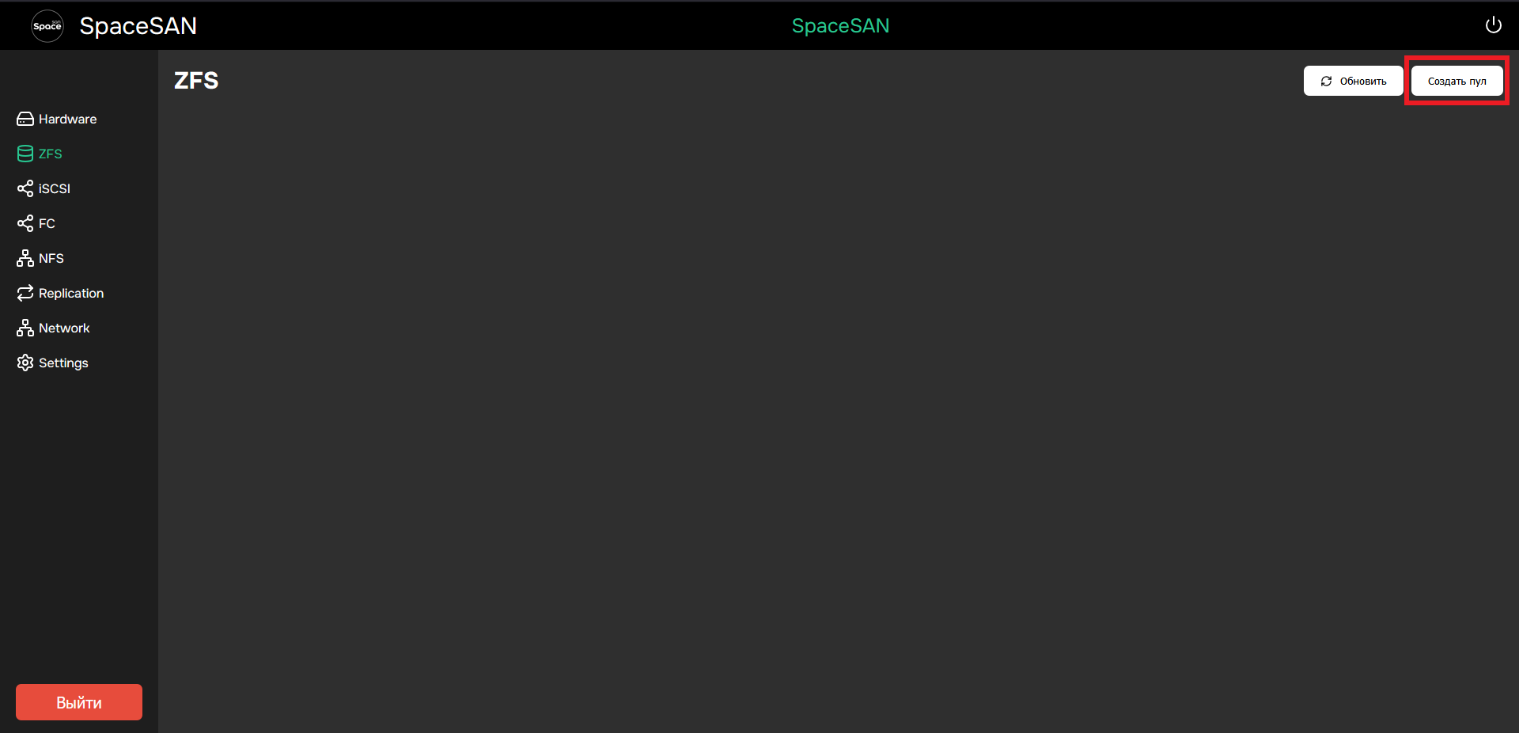 Space
SpaceSAN
SpaceSAN
ZFS
Обновить
Создать пул
Hardware
ZFS
iSCSI
FC
NFS
Replication
Network
Settings
Выйти